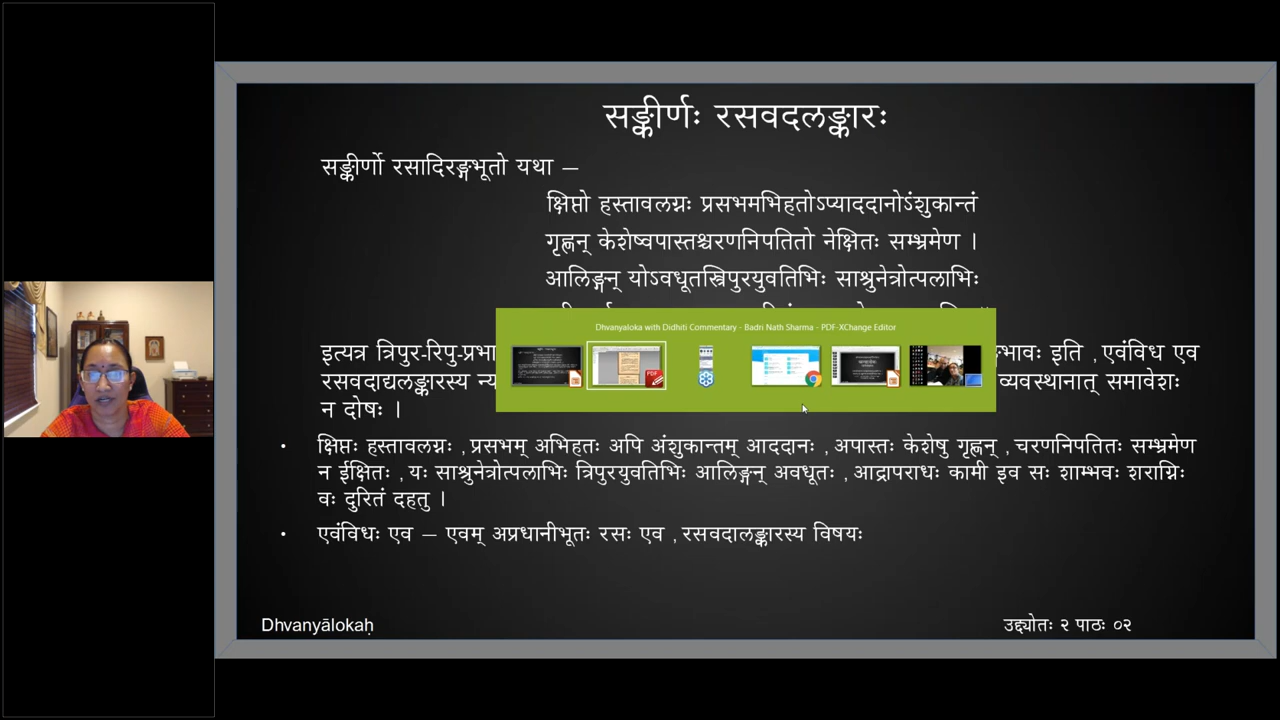 सङ्कीर्णः रसवदलङ्कारः
सङ्कीर्णो रसादिरङ्गभूतो यथा –
क्षिप्तो हस्तावलग्नः प्रसभमभिहतोऽप्याददानोंऽशुकान्तं
गृह्णन् केशेष्वपास्तश्चरणनिपतितो नेक्षितः सम्भ्रमेण ।
आलिङ्गन् योऽवधूतस्त्रिपुरयुवतिभिः साश्रुनेत्रोत्पलाभिः
Dhvanyaloka with Didhiti Commentary - Badri Nath Sharma - PDF-XChange Editor
इत्यत्र त्रिपुर-रिपु-प्रभा ङ्गभावः इति , एवंविध एव
रसवदाद्यलङ्कारस्य न्य व्यवस्थानात् समावेशः
न दोषः ।
• क्षिप्तः हस्तावलग्नः , प्रसभम् अभिहतः अपि अंशुकान्तम् आददानः , अपास्तः केशेषु गृह्णन् , चरणनिपतितः सम्भ्रमेण
न ईक्षितः , यः साश्रुनेत्रोत्पलाभिः त्रिपुरयुवतिभिः आलिङ्गन् अवधूतः , आद्रापराधः कामी इव सः शाम्भवः शराग्निः
वः दुरितं दहतु ।
• एवंविधः एव – एवम् अप्रधानीभूतः रसः एव , रसवदालङ्कारस्य विषयः
Dhvanyālokaḥ उद्द्योतः २ पाठः ०२